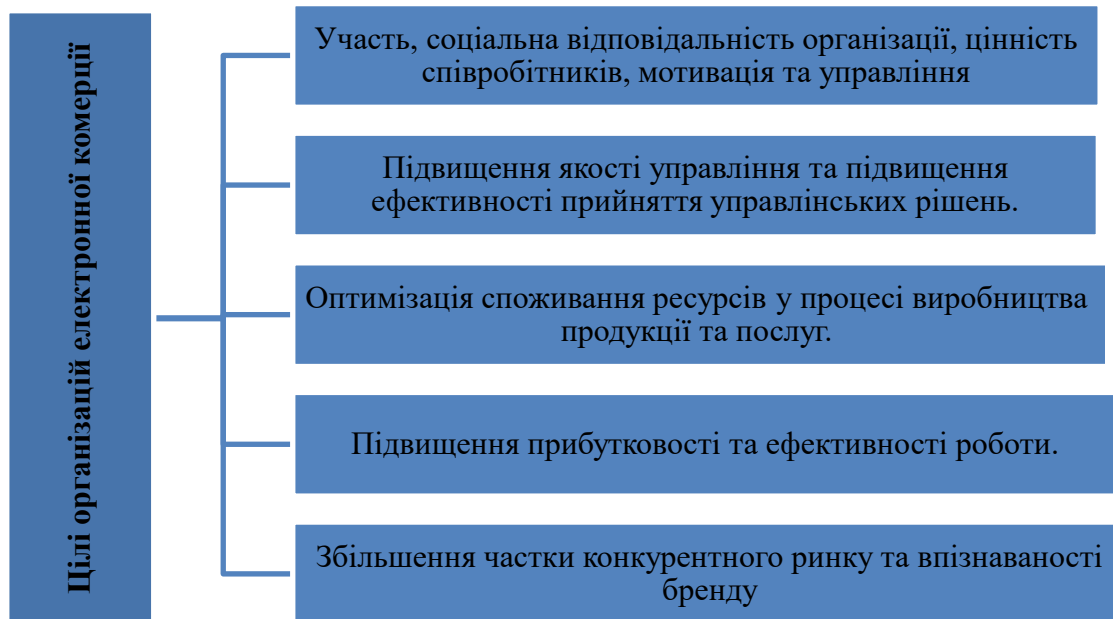 Цілі організацій електронної комерції
Участь, соціальна відповідальність організації, цінність
співробітників, мотивація та управління
Підвищення якості управління та підвищення
ефективності прийняття управлінських рішень.
Оптимізація споживання ресурсів у процесі виробництва
продукції та послуг.
Підвищення прибутковості та ефективності роботи.
Збільшення частки конкурентного ринку та впізнаваності
бренду